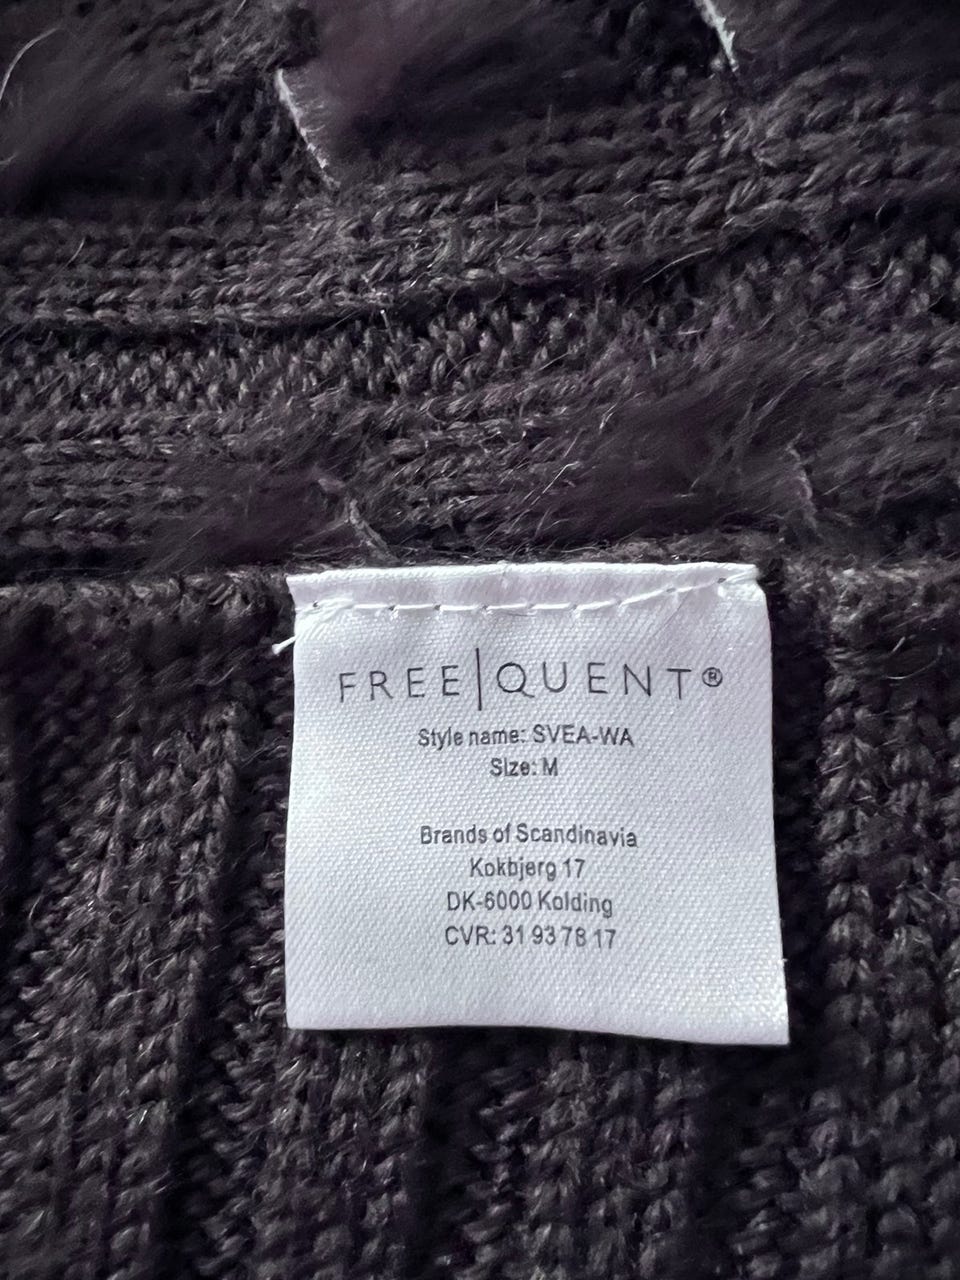 FREE|QUENT®
Style name: SVEA-WA
Size: M
Brands of Scandinavia
Kokbjerg 17
DK-6000 Kolding
CVR: 31 93 78 17